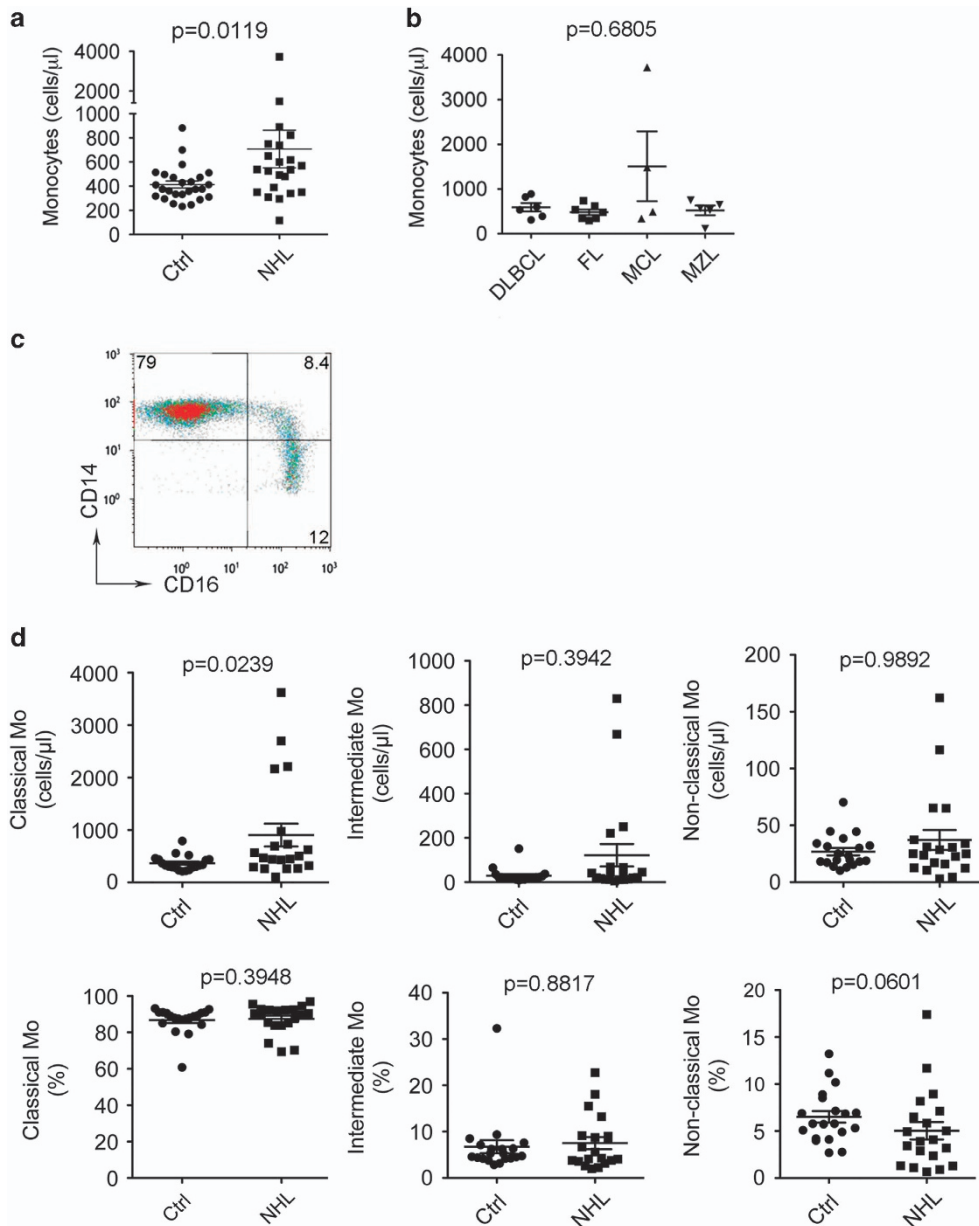 a
p=0.0119
Monocytes (cells/µl)
4000
2000
1000
800
600
400
200
0
Ctrl
NHL
b
p=0.6805
Monocytes (cells/µl)
4000
3000
2000
1000
0
DLBCL
FL
MCL
MZL
c
79
8.4
12
10³
10²
10¹
10⁰
CD14
10⁰
10¹
10²
10³
CD16
d
p=0.0239
Classical Mo
(cells/µl)
4000
3000
2000
1000
0
Ctrl
NHL
p=0.3942
Intermediate Mo
(cells/µl)
1000
800
600
400
200
0
Ctrl
NHL
p=0.9892
Non-classical Mo
(cells/µl)
200
150
100
50
0
Ctrl
NHL
p=0.3948
Classical Mo
(%)
100
80
60
40
20
0
Ctrl
NHL
p=0.8817
Intermediate Mo
(%)
40
30
20
10
0
Ctrl
NHL
p=0.0601
Non-classical Mo
(%)
20
15
10
5
0
Ctrl
NHL